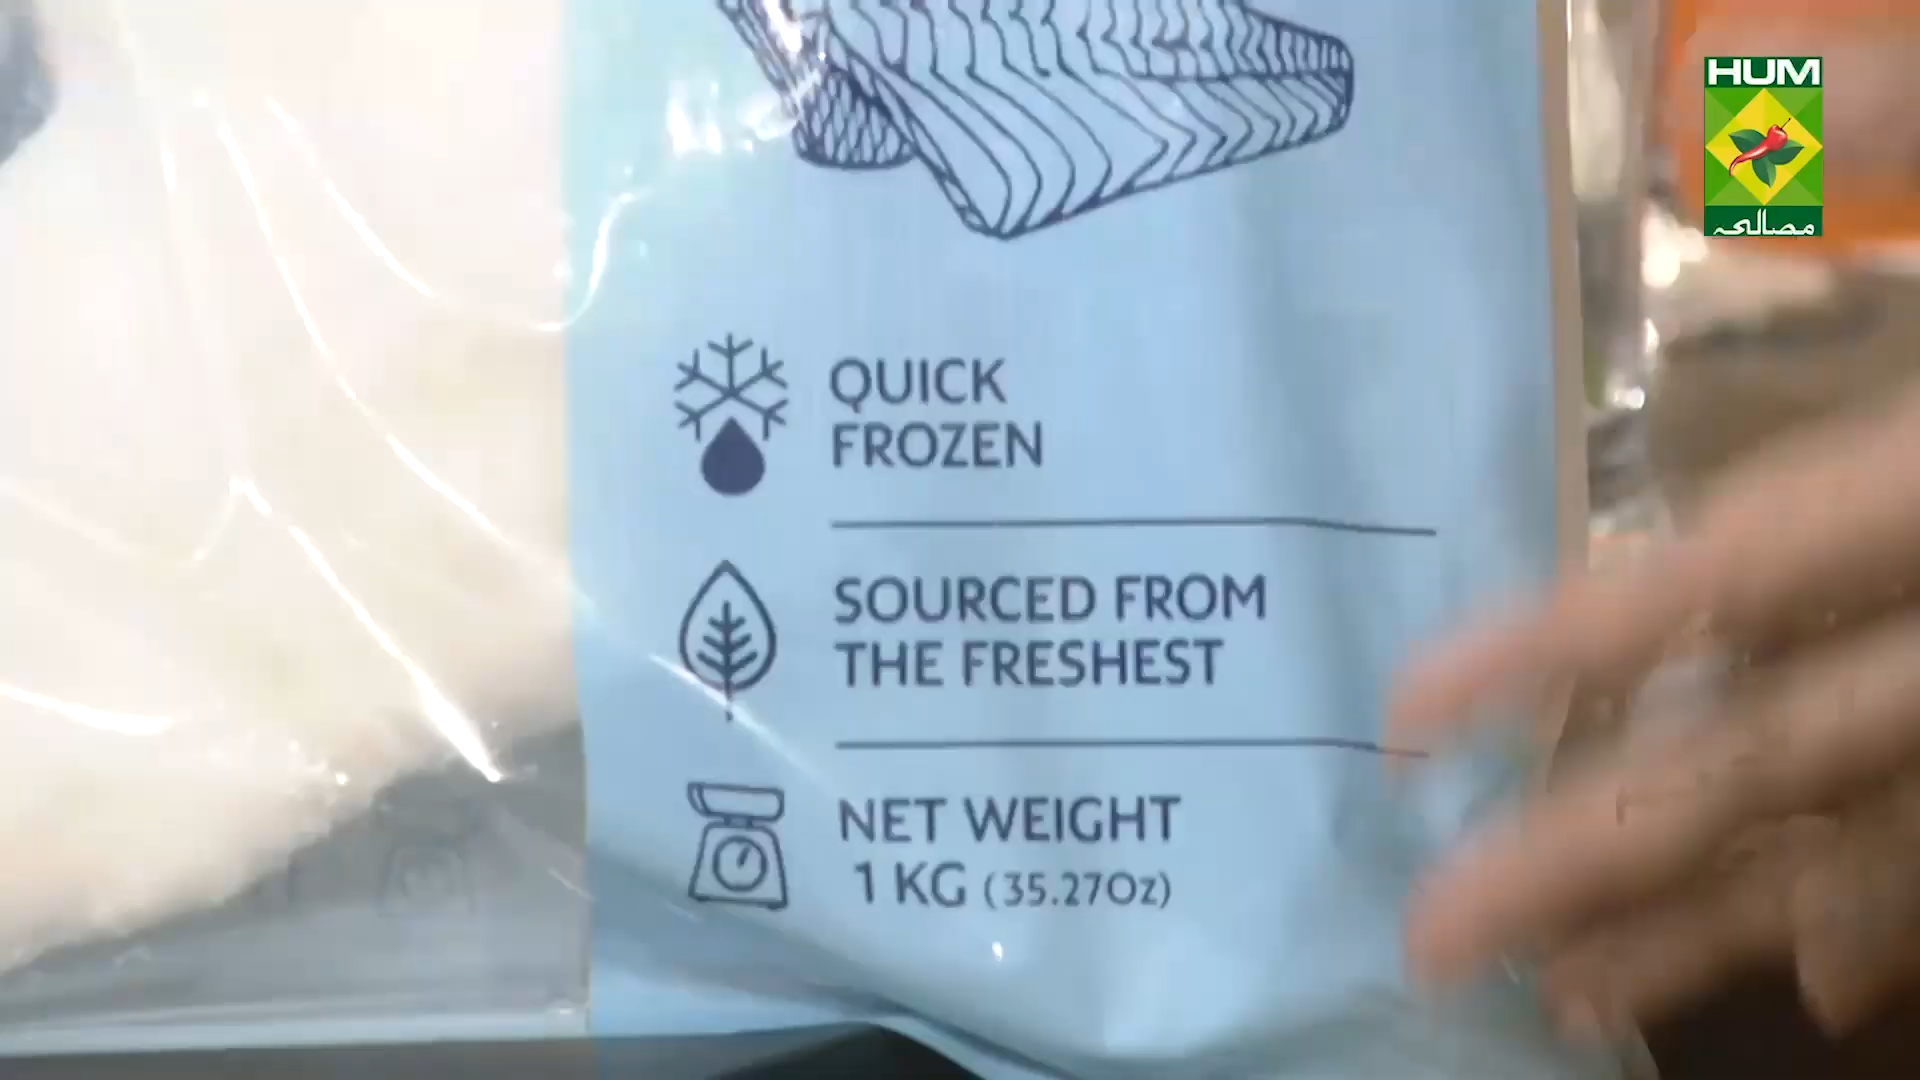 HUM
مصالحہ
QUICK
FROZEN
SOURCED FROM
THE FRESHEST
NET WEIGHT
1 KG (35.27Oz)